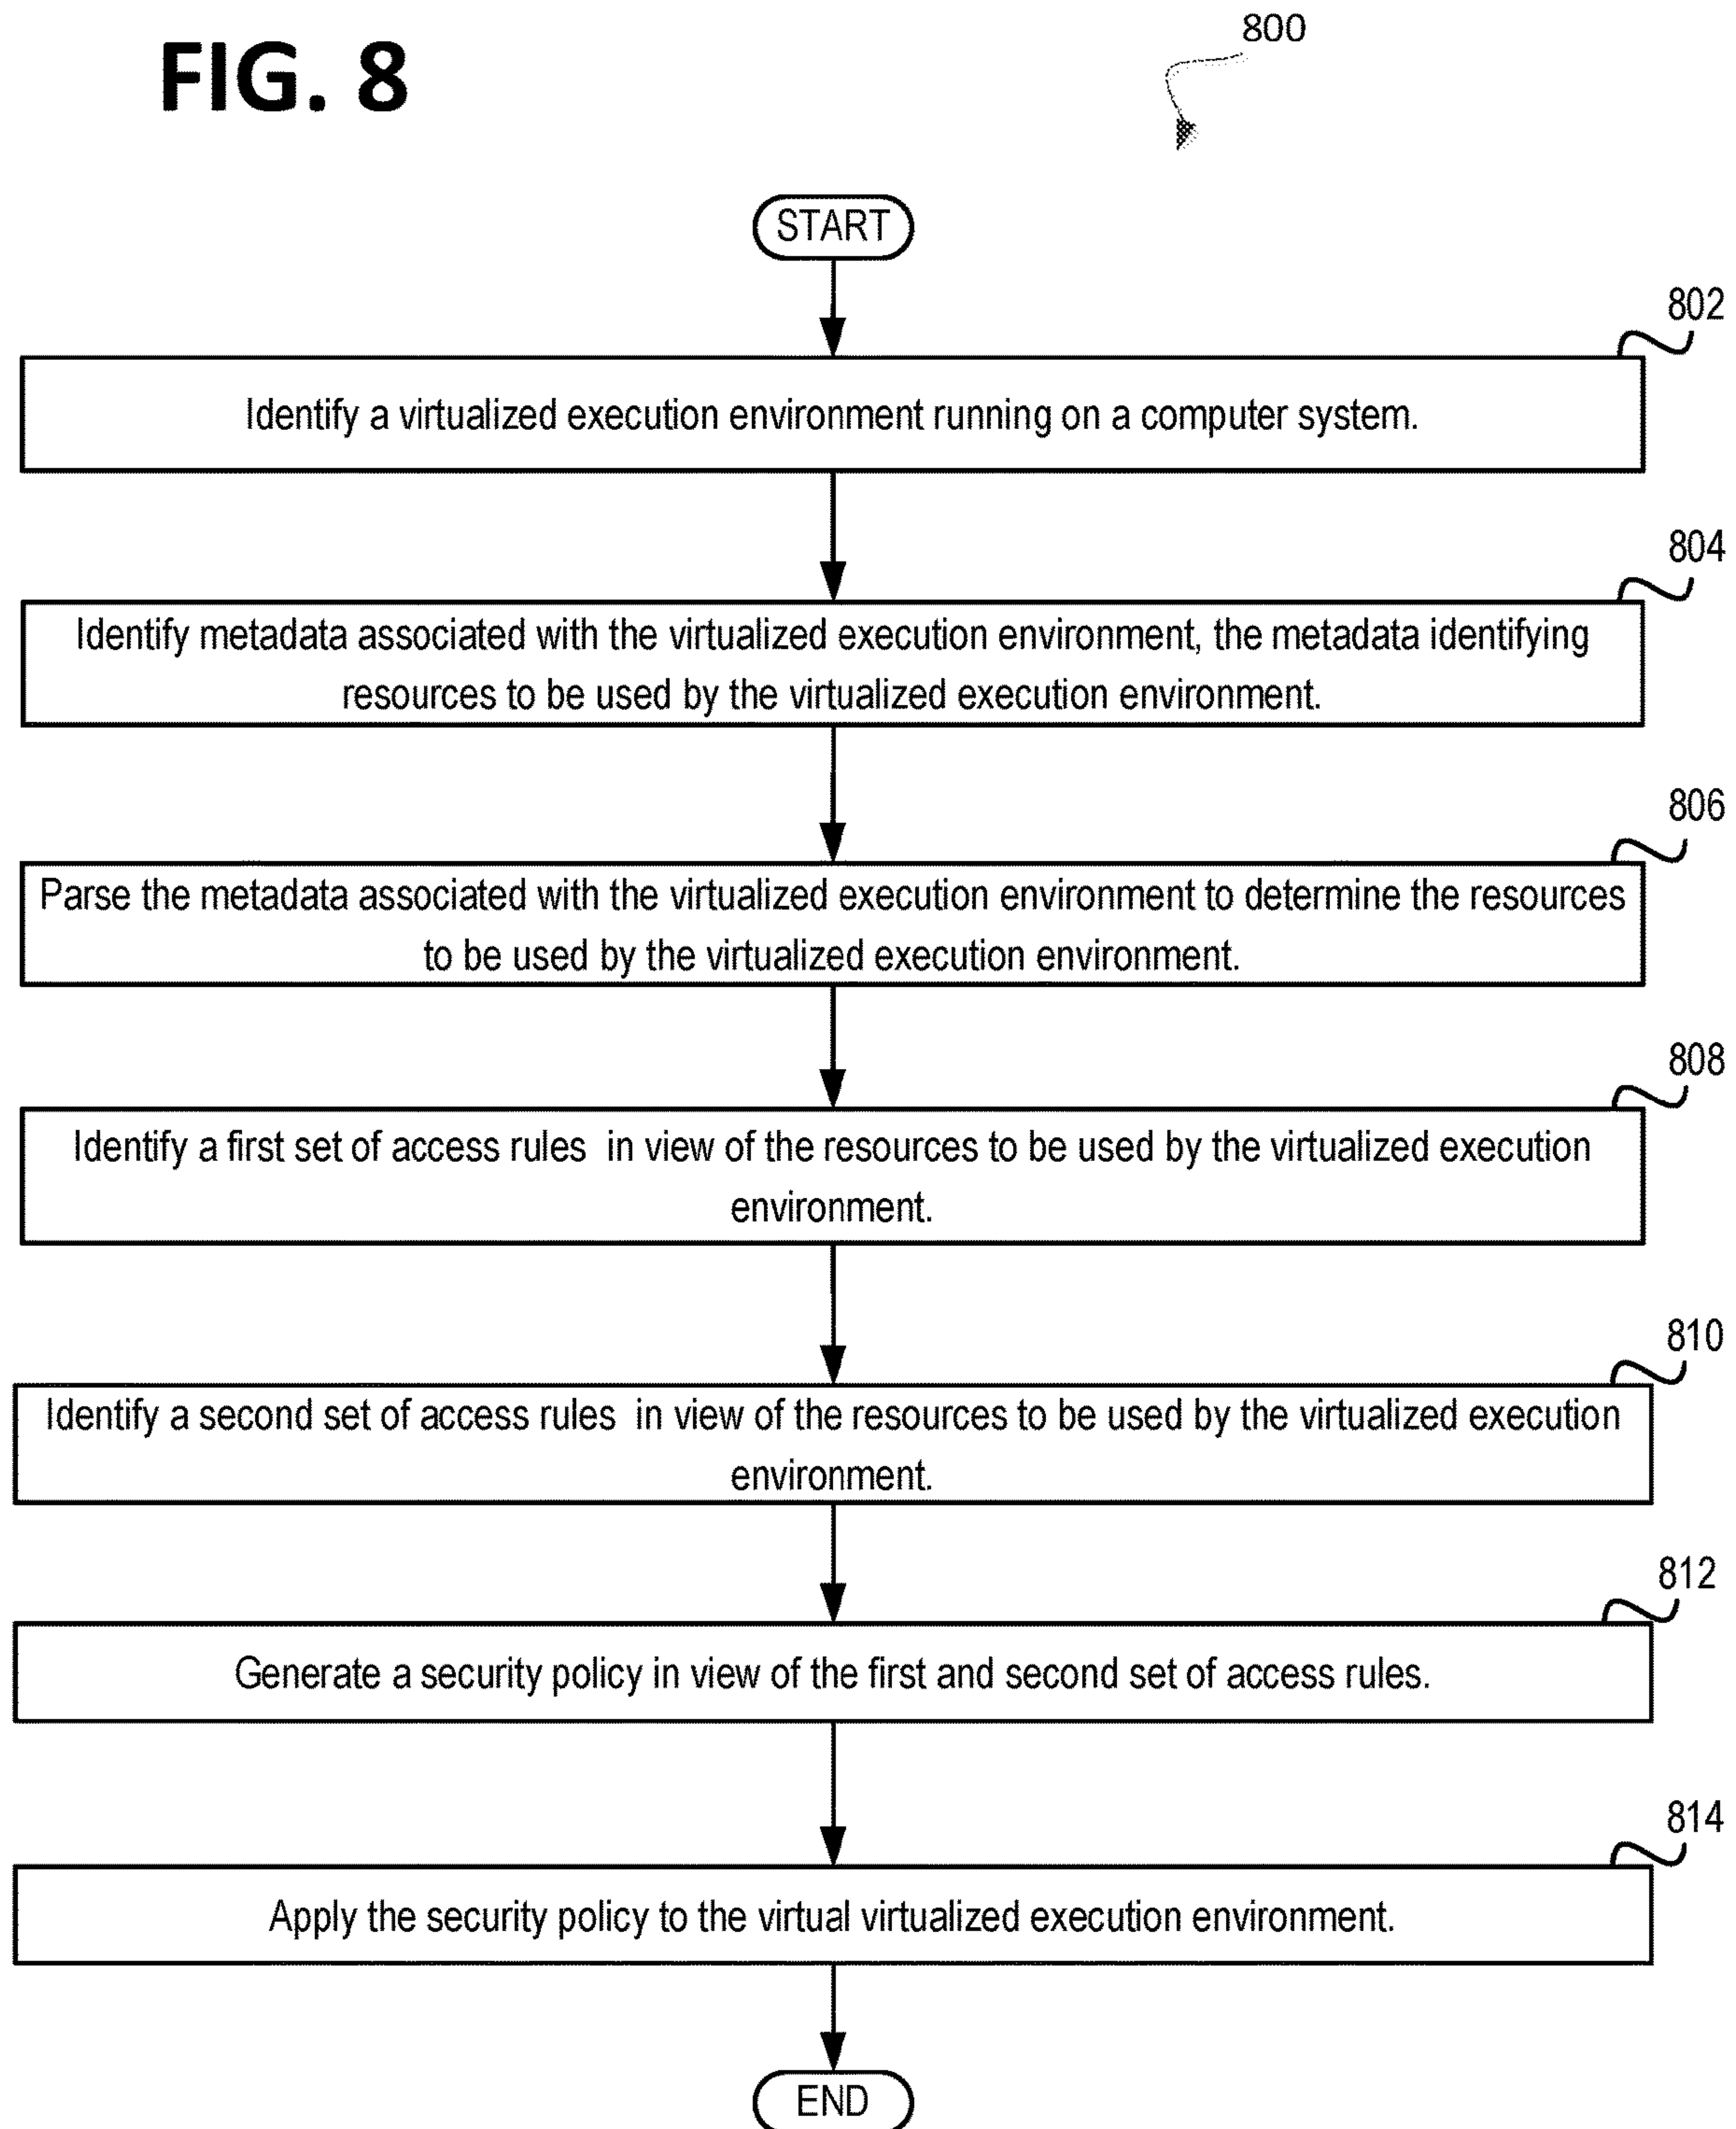 FIG. 8
800
START
802
Identify a virtualized execution environment running on a computer system.
804
Identify metadata associated with the virtualized execution environment, the metadata identifying
resources to be used by the virtualized execution environment.
806
Parse the metadata associated with the virtualized execution environment to determine the resources
to be used by the virtualized execution environment.
808
Identify a first set of access rules in view of the resources to be used by the virtualized execution
environment.
810
Identify a second set of access rules in view of the resources to be used by the virtualized execution
environment.
812
Generate a security policy in view of the first and second set of access rules.
814
Apply the security policy to the virtual virtualized execution environment.
END